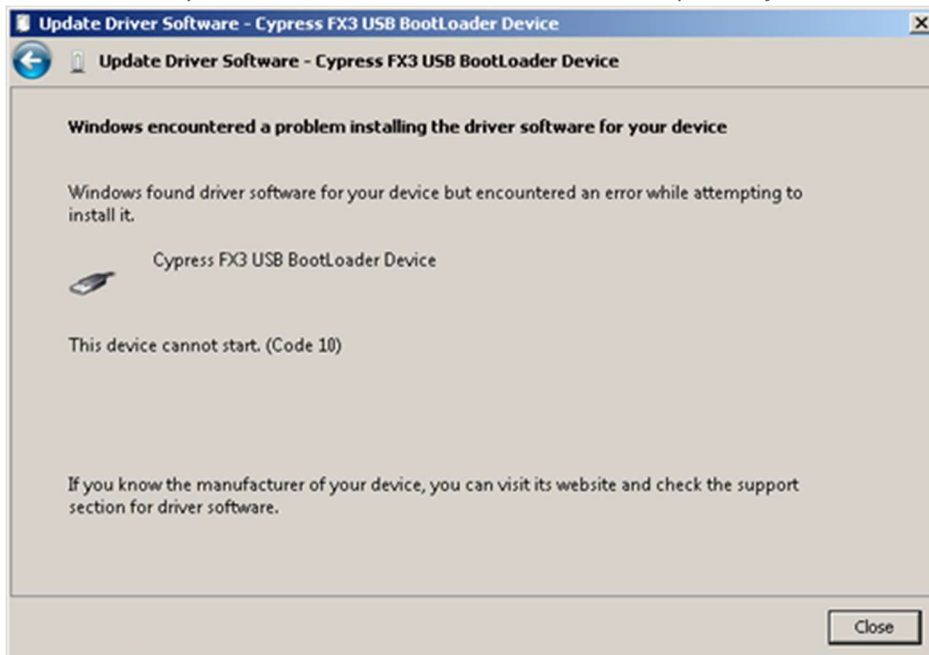 Update Driver Software - Cypress FX3 USB BootLoader Device
Update Driver Software - Cypress FX3 USB BootLoader Device
Windows encountered a problem installing the driver software for your device
Windows found driver software for your device but encountered an error while attempting to
install it.
Cypress FX3 USB BootLoader Device
This device cannot start. (Code 10)
If you know the manufacturer of your device, you can visit its website and check the support
section for driver software.
Close